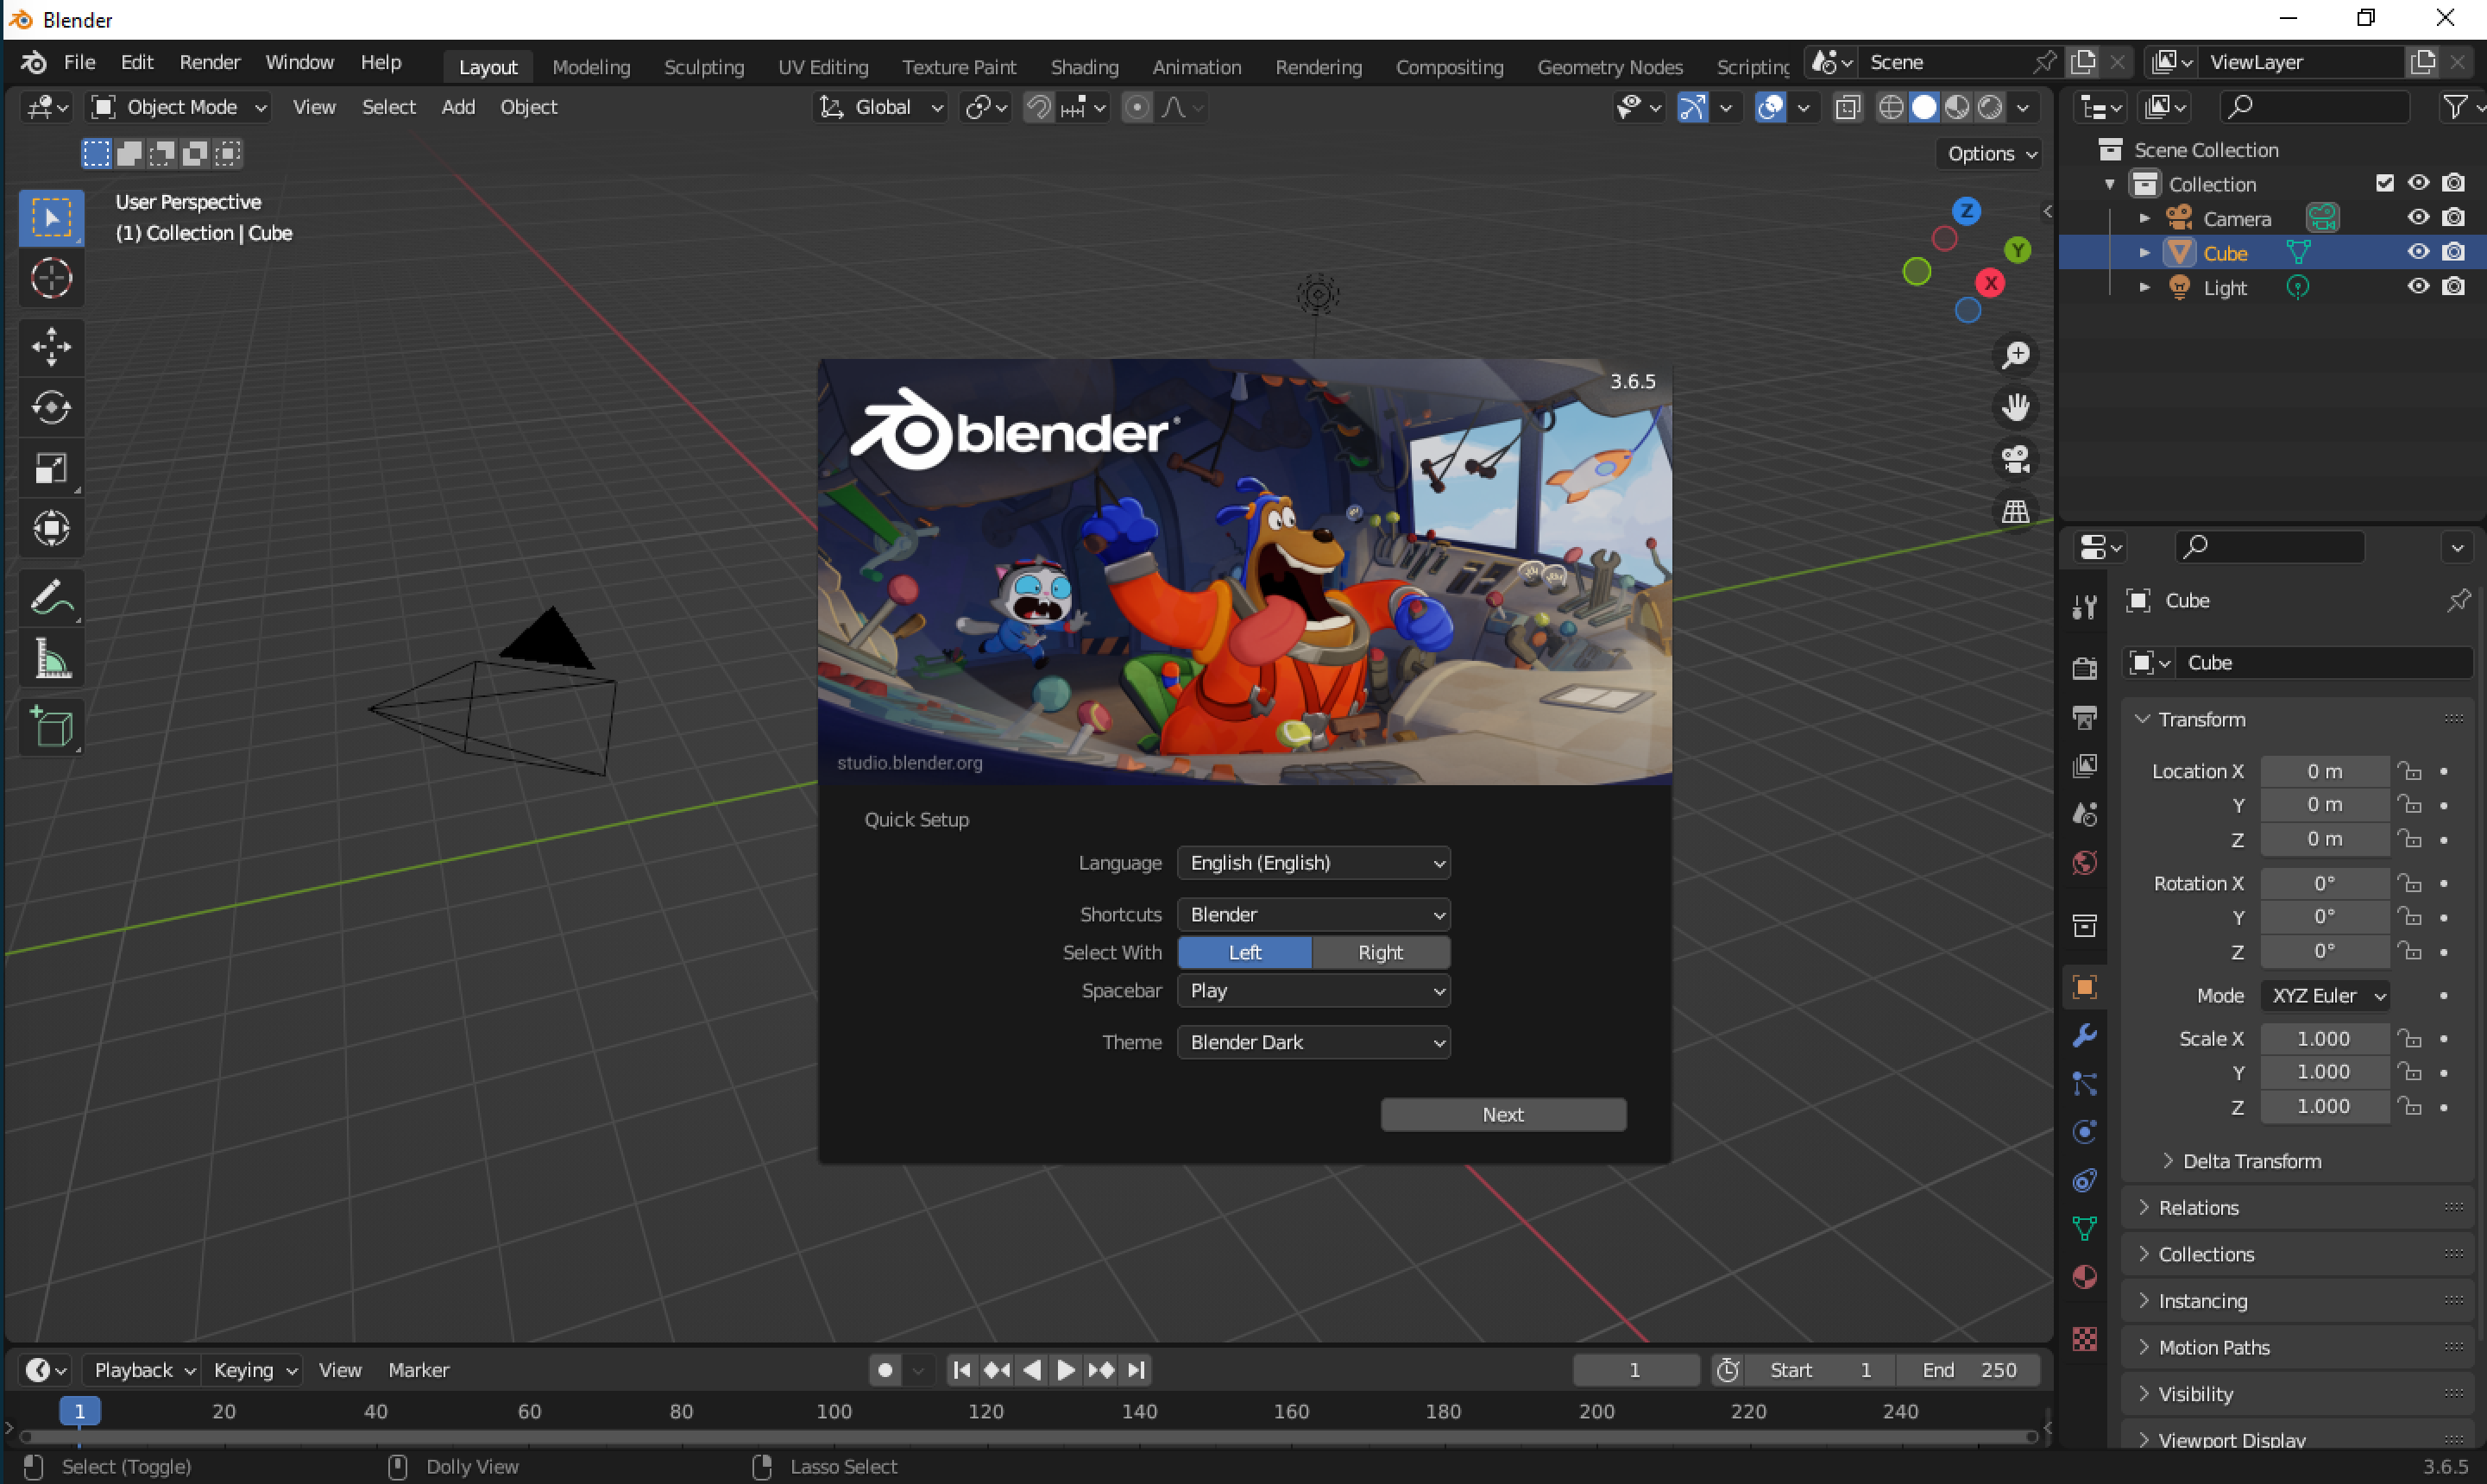 Blender
File Edit Render Window Help Layout Modeling Sculpting UV Editing Texture Paint Shading Animation Rendering Compositing Geometry Nodes Scripting Scene ViewLayer
Object Mode View Select Add Object Global
Options
User Perspective
(1) Collection | Cube
Z
Y
X
Scene Collection
Collection
Camera
Cube
Light
3.6.5
blender
studio.blender.org
Quick Setup
Language English (English)
Shortcuts Blender
Select With Left Right
Spacebar Play
Theme Blender Dark
Next
Cube
Cube
Transform
Location X 0 m
Y 0 m
Z 0 m
Rotation X 0°
Y 0°
Z 0°
Mode XYZ Euler
Scale X 1.000
Y 1.000
Z 1.000
Delta Transform
Relations
Collections
Instancing
Motion Paths
Visibility
Viewport Display
Playback Keying View Marker 1 Start 1 End 250
1 20 40 60 80 100 120 140 160 180 200 220 240
Select (Toggle) Dolly View Lasso Select 3.6.5